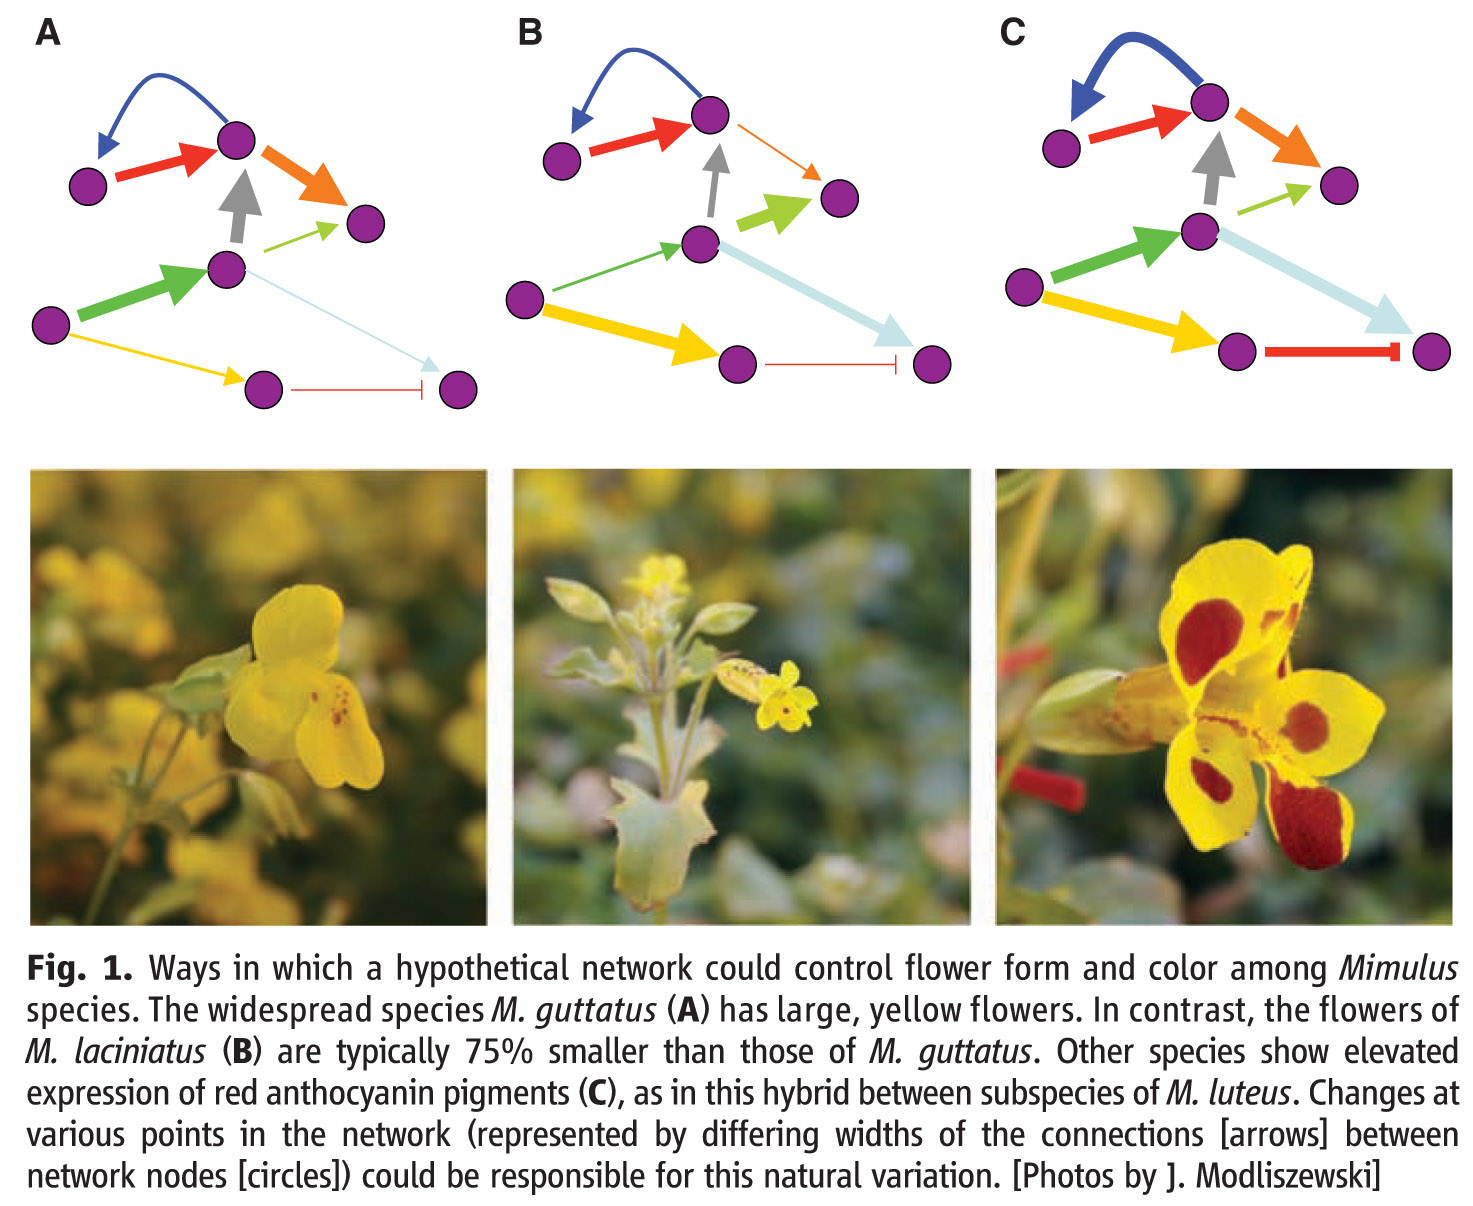 A
B
C
Fig. 1. Ways in which a hypothetical network could control flower form and color among Mimulus
species. The widespread species M. guttatus (A) has large, yellow flowers. In contrast, the flowers of
M. laciniatus (B) are typically 75% smaller than those of M. guttatus. Other species show elevated
expression of red anthocyanin pigments (C), as in this hybrid between subspecies of M. luteus. Changes at
various points in the network (represented by differing widths of the connections [arrows] between
network nodes [circles]) could be responsible for this natural variation. [Photos by J. Modliszewski]